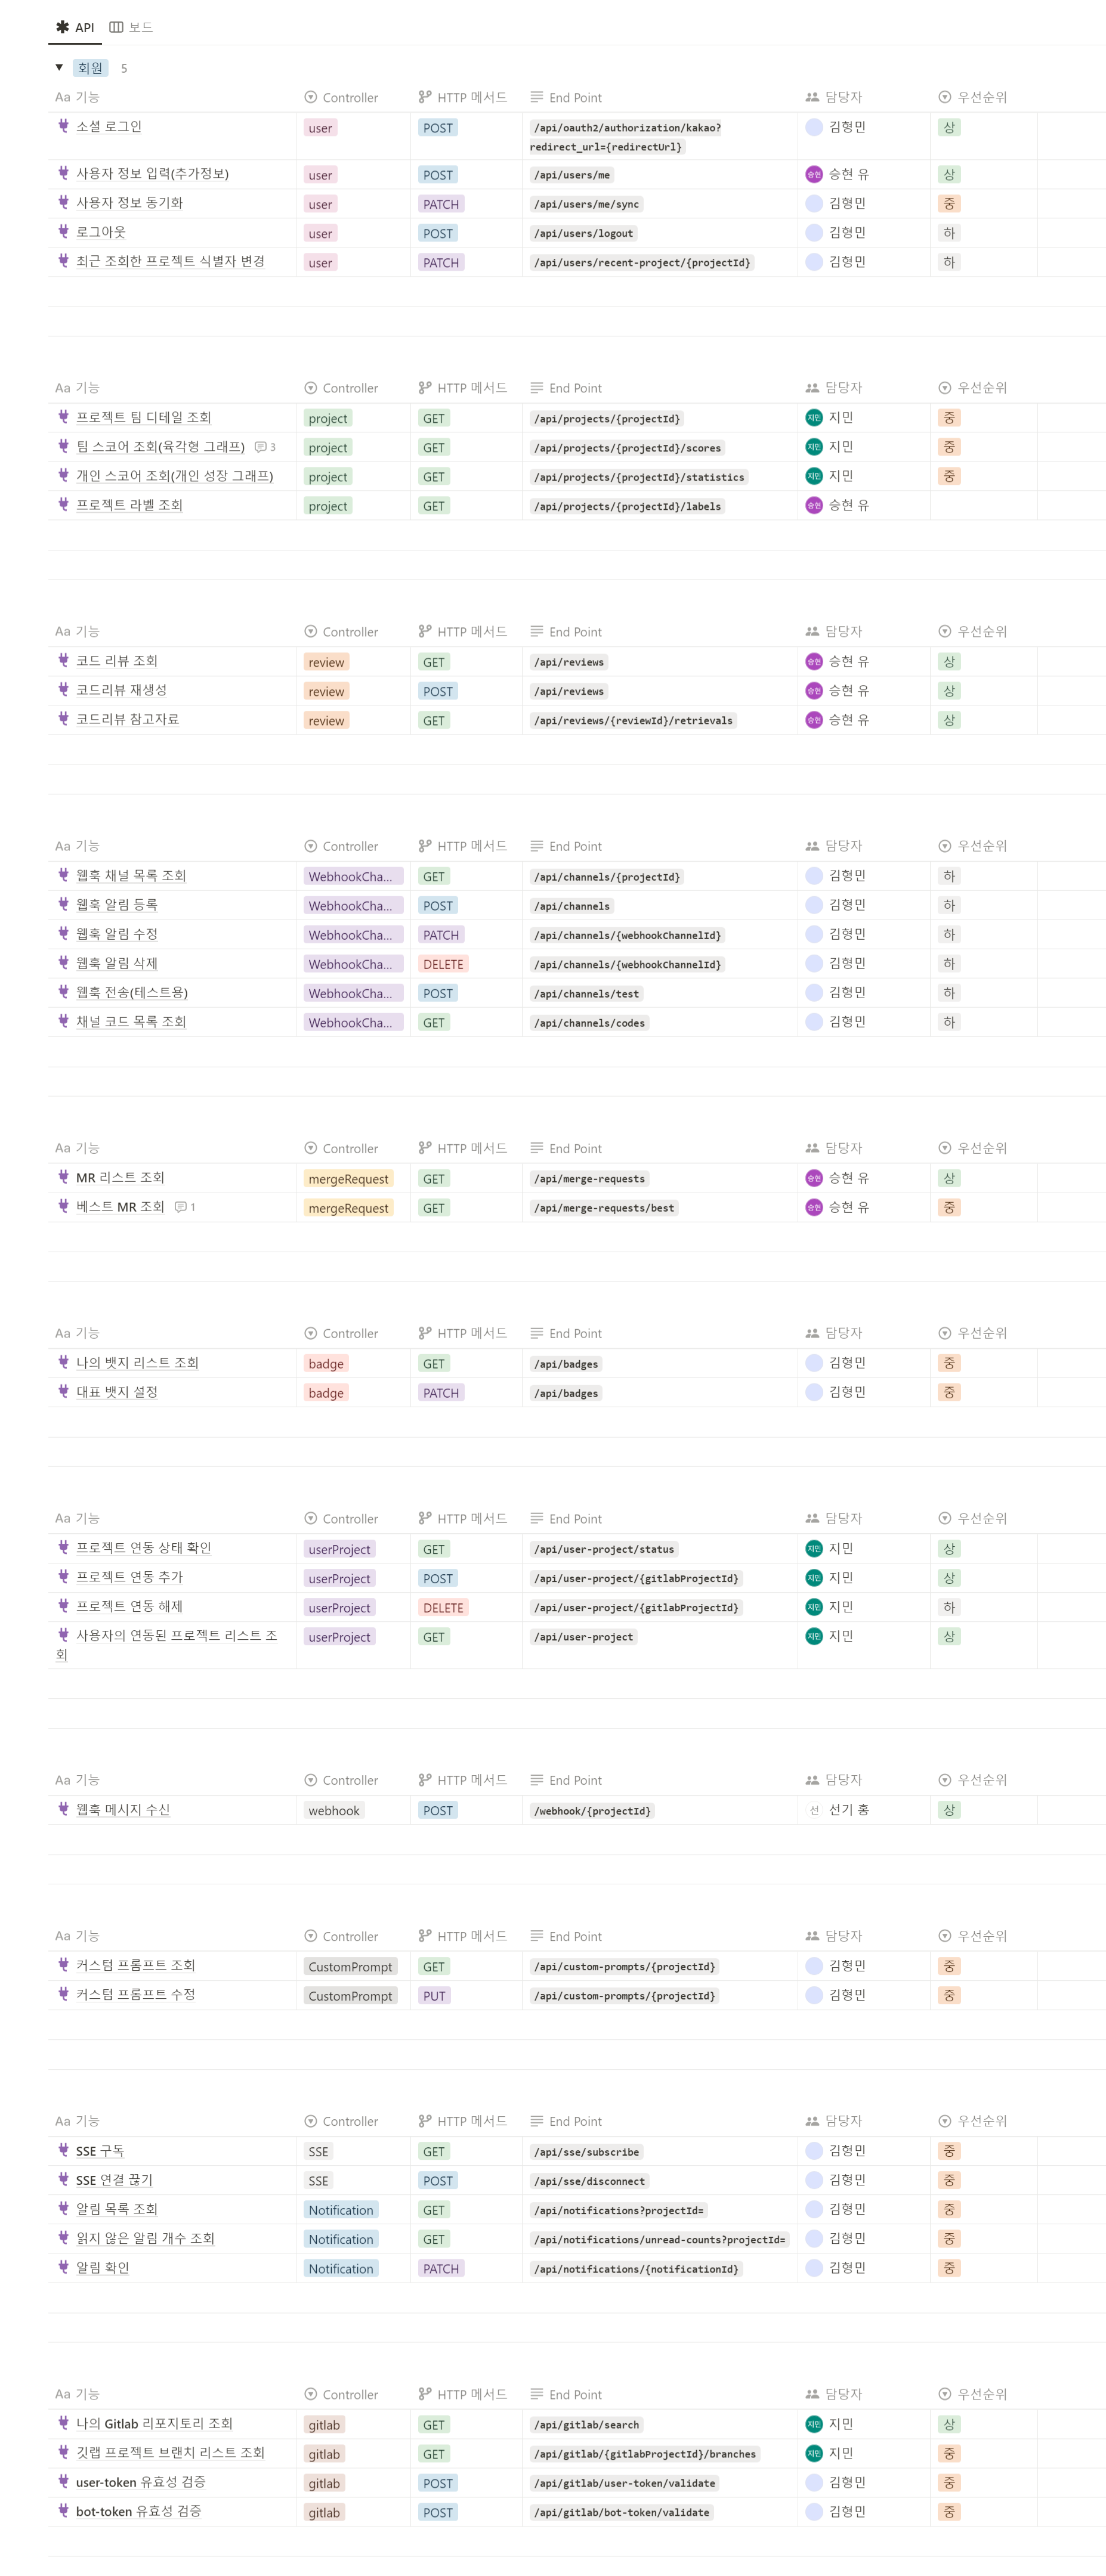 API 보드
회원 5
Aa 기능 Controller HTTP 메서드 End Point 담당자 우선순위
소셜 로그인 user POST /api/oauth2/authorization/kakao? 김형민 상
redirect_url={redirectUrl}
사용자 정보 입력(추가정보) user POST /api/users/me 승현 승현 유 상
사용자 정보 동기화 user PATCH /api/users/me/sync 김형민 중
로그아웃 user POST /api/users/logout 김형민 하
최근 조회한 프로젝트 식별자 변경 user PATCH /api/users/recent-project/{projectId} 김형민 하
Aa 기능 Controller HTTP 메서드 End Point 담당자 우선순위
프로젝트 팀 디테일 조회 project GET /api/projects/{projectId} 지민 지민 중
팀 스코어 조회(육각형 그래프) 3 project GET /api/projects/{projectId}/scores 지민 지민 중
개인 스코어 조회(개인 성장 그래프) project GET /api/projects/{projectId}/statistics 지민 지민 중
프로젝트 라벨 조회 project GET /api/projects/{projectId}/labels 승현 승현 유
Aa 기능 Controller HTTP 메서드 End Point 담당자 우선순위
코드 리뷰 조회 review GET /api/reviews 승현 승현 유 상
코드리뷰 재생성 review POST /api/reviews 승현 승현 유 상
코드리뷰 참고자료 review GET /api/reviews/{reviewId}/retrievals 승현 승현 유 상
Aa 기능 Controller HTTP 메서드 End Point 담당자 우선순위
웹훅 채널 목록 조회 WebhookCha... GET /api/channels/{projectId} 김형민 하
웹훅 알림 등록 WebhookCha... POST /api/channels 김형민 하
웹훅 알림 수정 WebhookCha... PATCH /api/channels/{webhookChannelId} 김형민 하
웹훅 알림 삭제 WebhookCha... DELETE /api/channels/{webhookChannelId} 김형민 하
웹훅 전송(테스트용) WebhookCha... POST /api/channels/test 김형민 하
채널 코드 목록 조회 WebhookCha... GET /api/channels/codes 김형민 하
Aa 기능 Controller HTTP 메서드 End Point 담당자 우선순위
MR 리스트 조회 mergeRequest GET /api/merge-requests 승현 승현 유 상
베스트 MR 조회 1 mergeRequest GET /api/merge-requests/best 승현 승현 유 중
Aa 기능 Controller HTTP 메서드 End Point 담당자 우선순위
나의 뱃지 리스트 조회 badge GET /api/badges 김형민 중
대표 뱃지 설정 badge PATCH /api/badges 김형민 중
Aa 기능 Controller HTTP 메서드 End Point 담당자 우선순위
프로젝트 연동 상태 확인 userProject GET /api/user-project/status 지민 지민 상
프로젝트 연동 추가 userProject POST /api/user-project/{gitlabProjectId} 지민 지민 상
프로젝트 연동 해제 userProject DELETE /api/user-project/{gitlabProjectId} 지민 지민 하
사용자의 연동된 프로젝트 리스트 조 userProject GET /api/user-project 지민 지민 상
회
Aa 기능 Controller HTTP 메서드 End Point 담당자 우선순위
웹훅 메시지 수신 webhook POST /webhook/{projectId} 선 선기 홍 상
Aa 기능 Controller HTTP 메서드 End Point 담당자 우선순위
커스텀 프롬프트 조회 CustomPrompt GET /api/custom-prompts/{projectId} 김형민 중
커스텀 프롬프트 수정 CustomPrompt PUT /api/custom-prompts/{projectId} 김형민 중
Aa 기능 Controller HTTP 메서드 End Point 담당자 우선순위
SSE 구독 SSE GET /api/sse/subscribe 김형민 중
SSE 연결 끊기 SSE POST /api/sse/disconnect 김형민 중
알림 목록 조회 Notification GET /api/notifications?projectId= 김형민 중
읽지 않은 알림 개수 조회 Notification GET /api/notifications/unread-counts?projectId= 김형민 중
알림 확인 Notification PATCH /api/notifications/{notificationId} 김형민 중
Aa 기능 Controller HTTP 메서드 End Point 담당자 우선순위
나의 Gitlab 리포지토리 조회 gitlab GET /api/gitlab/search 지민 지민 상
깃랩 프로젝트 브랜치 리스트 조회 gitlab GET /api/gitlab/{gitlabProjectId}/branches 지민 지민 중
user-token 유효성 검증 gitlab POST /api/gitlab/user-token/validate 김형민 중
bot-token 유효성 검증 gitlab POST /api/gitlab/bot-token/validate 김형민 중